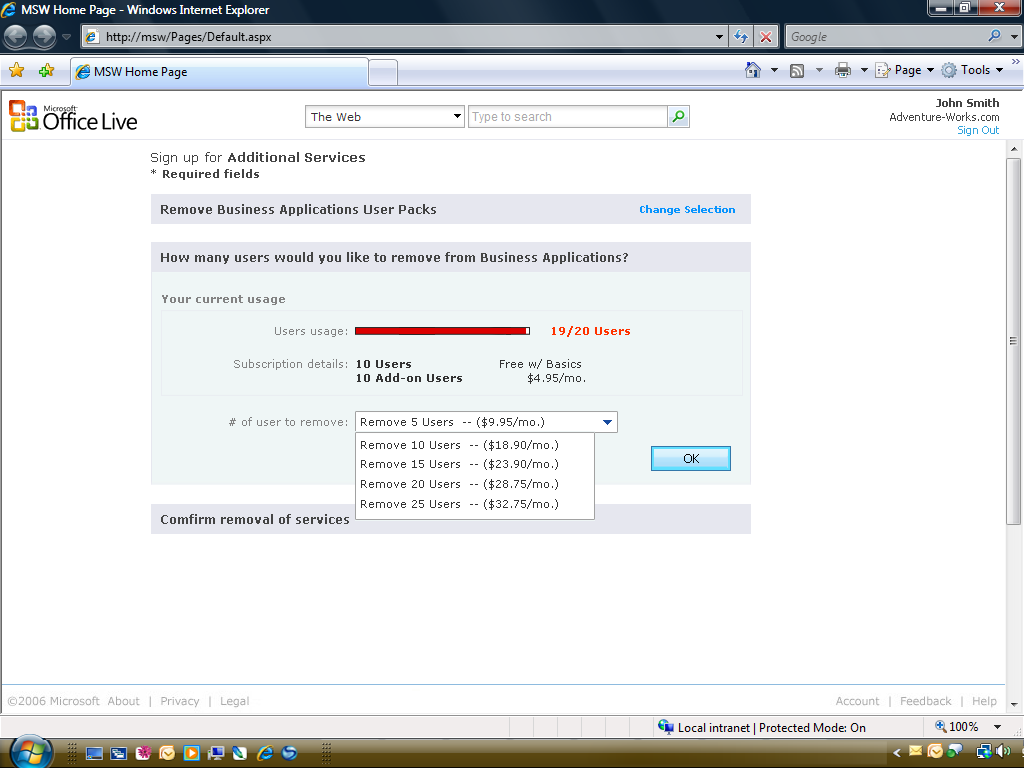 MSW Home Page - Windows Internet Explorer
http://msw/Pages/Default.aspx
Google
MSW Home Page
Page
Tools
Microsoft
Office Live
The Web
Type to search
John Smith
Adventure-Works.com
Sign Out
Sign up for Additional Services
* Required fields
Remove Business Applications User Packs Change Selection
How many users would you like to remove from Business Applications?
Your current usage
Users usage: 19/20 Users
Subscription details: 10 Users Free w/ Basics
10 Add-on Users $4.95/mo.
# of user to remove: Remove 5 Users -- ($9.95/mo.)
Remove 10 Users -- ($18.90/mo.)
Remove 15 Users -- ($23.90/mo.)
Remove 20 Users -- ($28.75/mo.)
Remove 25 Users -- ($32.75/mo.)
OK
Comfirm removal of services
©2006 Microsoft About | Privacy | Legal Account | Feedback | Help
Local intranet | Protected Mode: On 100%